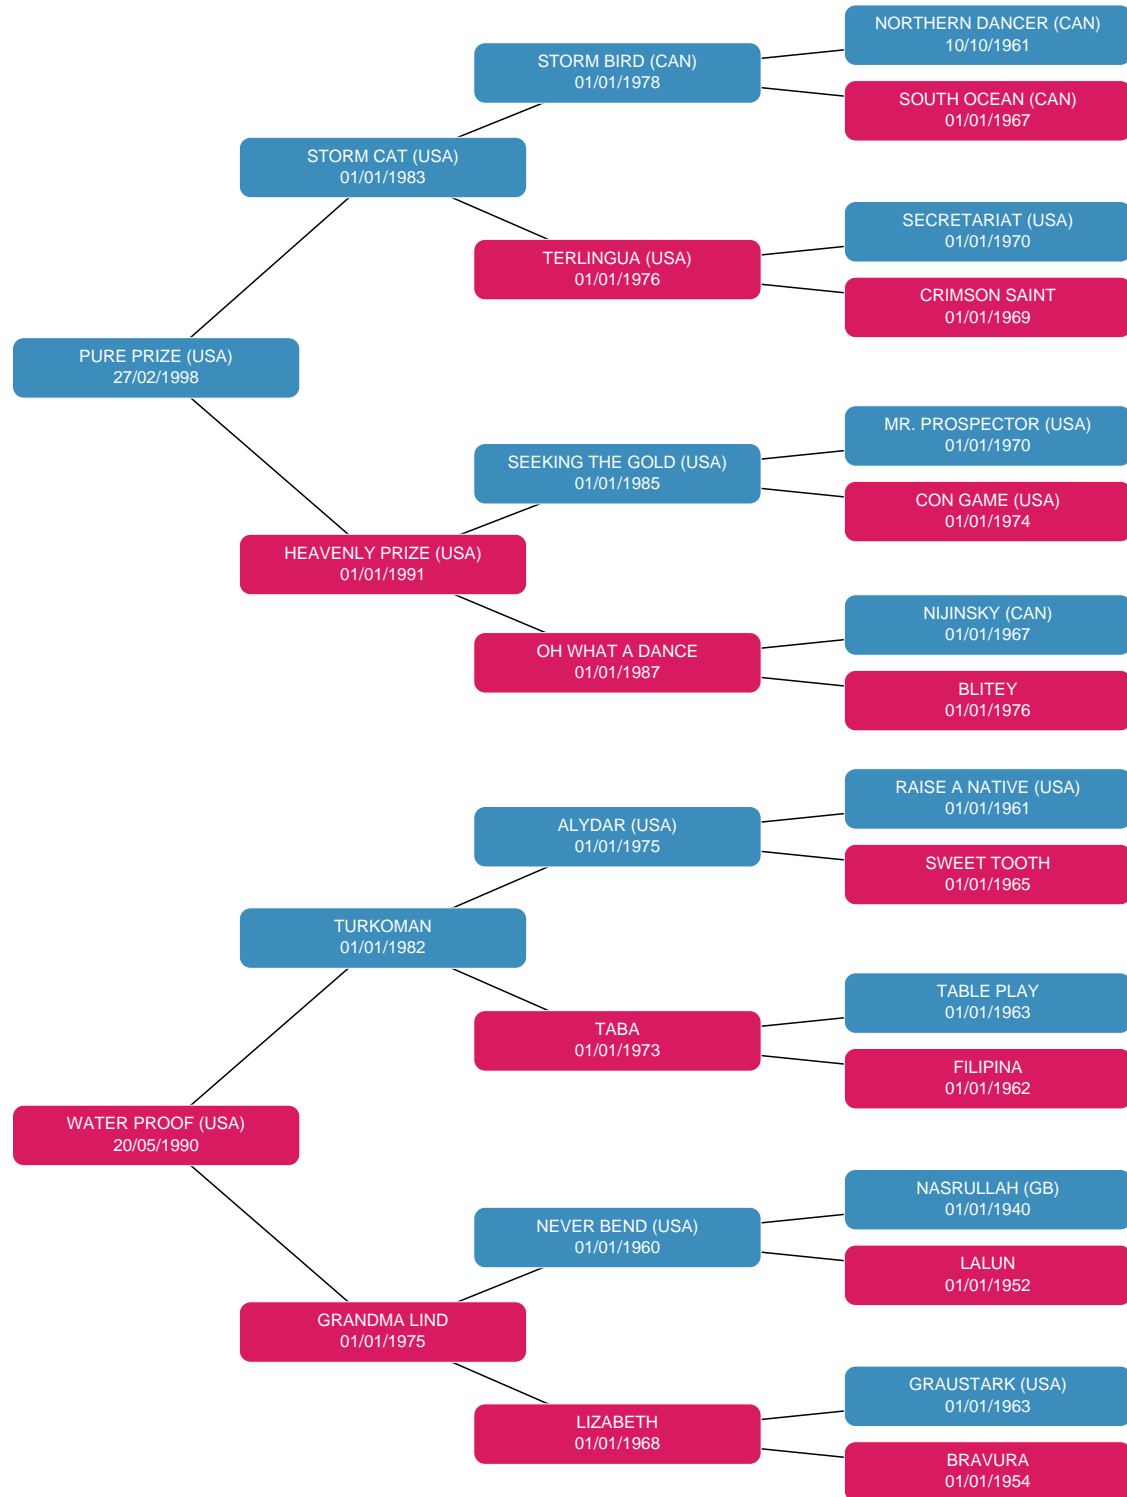 NORTHERN DANCER (CAN)
10/10/1961
STORM BIRD (CAN)
01/01/1978
SOUTH OCEAN (CAN)
01/01/1967
STORM CAT (USA)
01/01/1983
SECRETARIAT (USA)
01/01/1970
TERLINGUA (USA)
01/01/1976
CRIMSON SAINT
01/01/1969
PURE PRIZE (USA)
27/02/1998
MR. PROSPECTOR (USA)
01/01/1970
SEEKING THE GOLD (USA)
01/01/1985
CON GAME (USA)
01/01/1974
HEAVENLY PRIZE (USA)
01/01/1991
NIJINSKY (CAN)
01/01/1967
OH WHAT A DANCE
01/01/1987
BLITEY
01/01/1976
RAISE A NATIVE (USA)
01/01/1961
ALYDAR (USA)
01/01/1975
SWEET TOOTH
01/01/1965
TURKOMAN
01/01/1982
TABLE PLAY
01/01/1963
TABA
01/01/1973
FILIPINA
01/01/1962
WATER PROOF (USA)
20/05/1990
NASRULLAH (GB)
01/01/1940
NEVER BEND (USA)
01/01/1960
LALUN
01/01/1952
GRANDMA LIND
01/01/1975
GRAUSTARK (USA)
01/01/1963
LIZABETH
01/01/1968
BRAVURA
01/01/1954